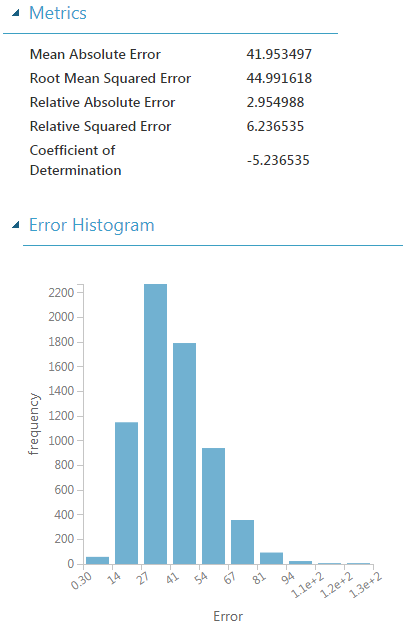 Metrics
Mean Absolute Error 41.953497
Root Mean Squared Error 44.991618
Relative Absolute Error 2.954988
Relative Squared Error 6.236535
Coefficient of
Determination -5.236535
Error Histogram
2200
2000
1800
1600
1400
1200
1000
800
600
400
200
0
frequency
0.30 14 27 41 54 67 81 94 1.1e+2 1.2e+2 1.3e+2
Error